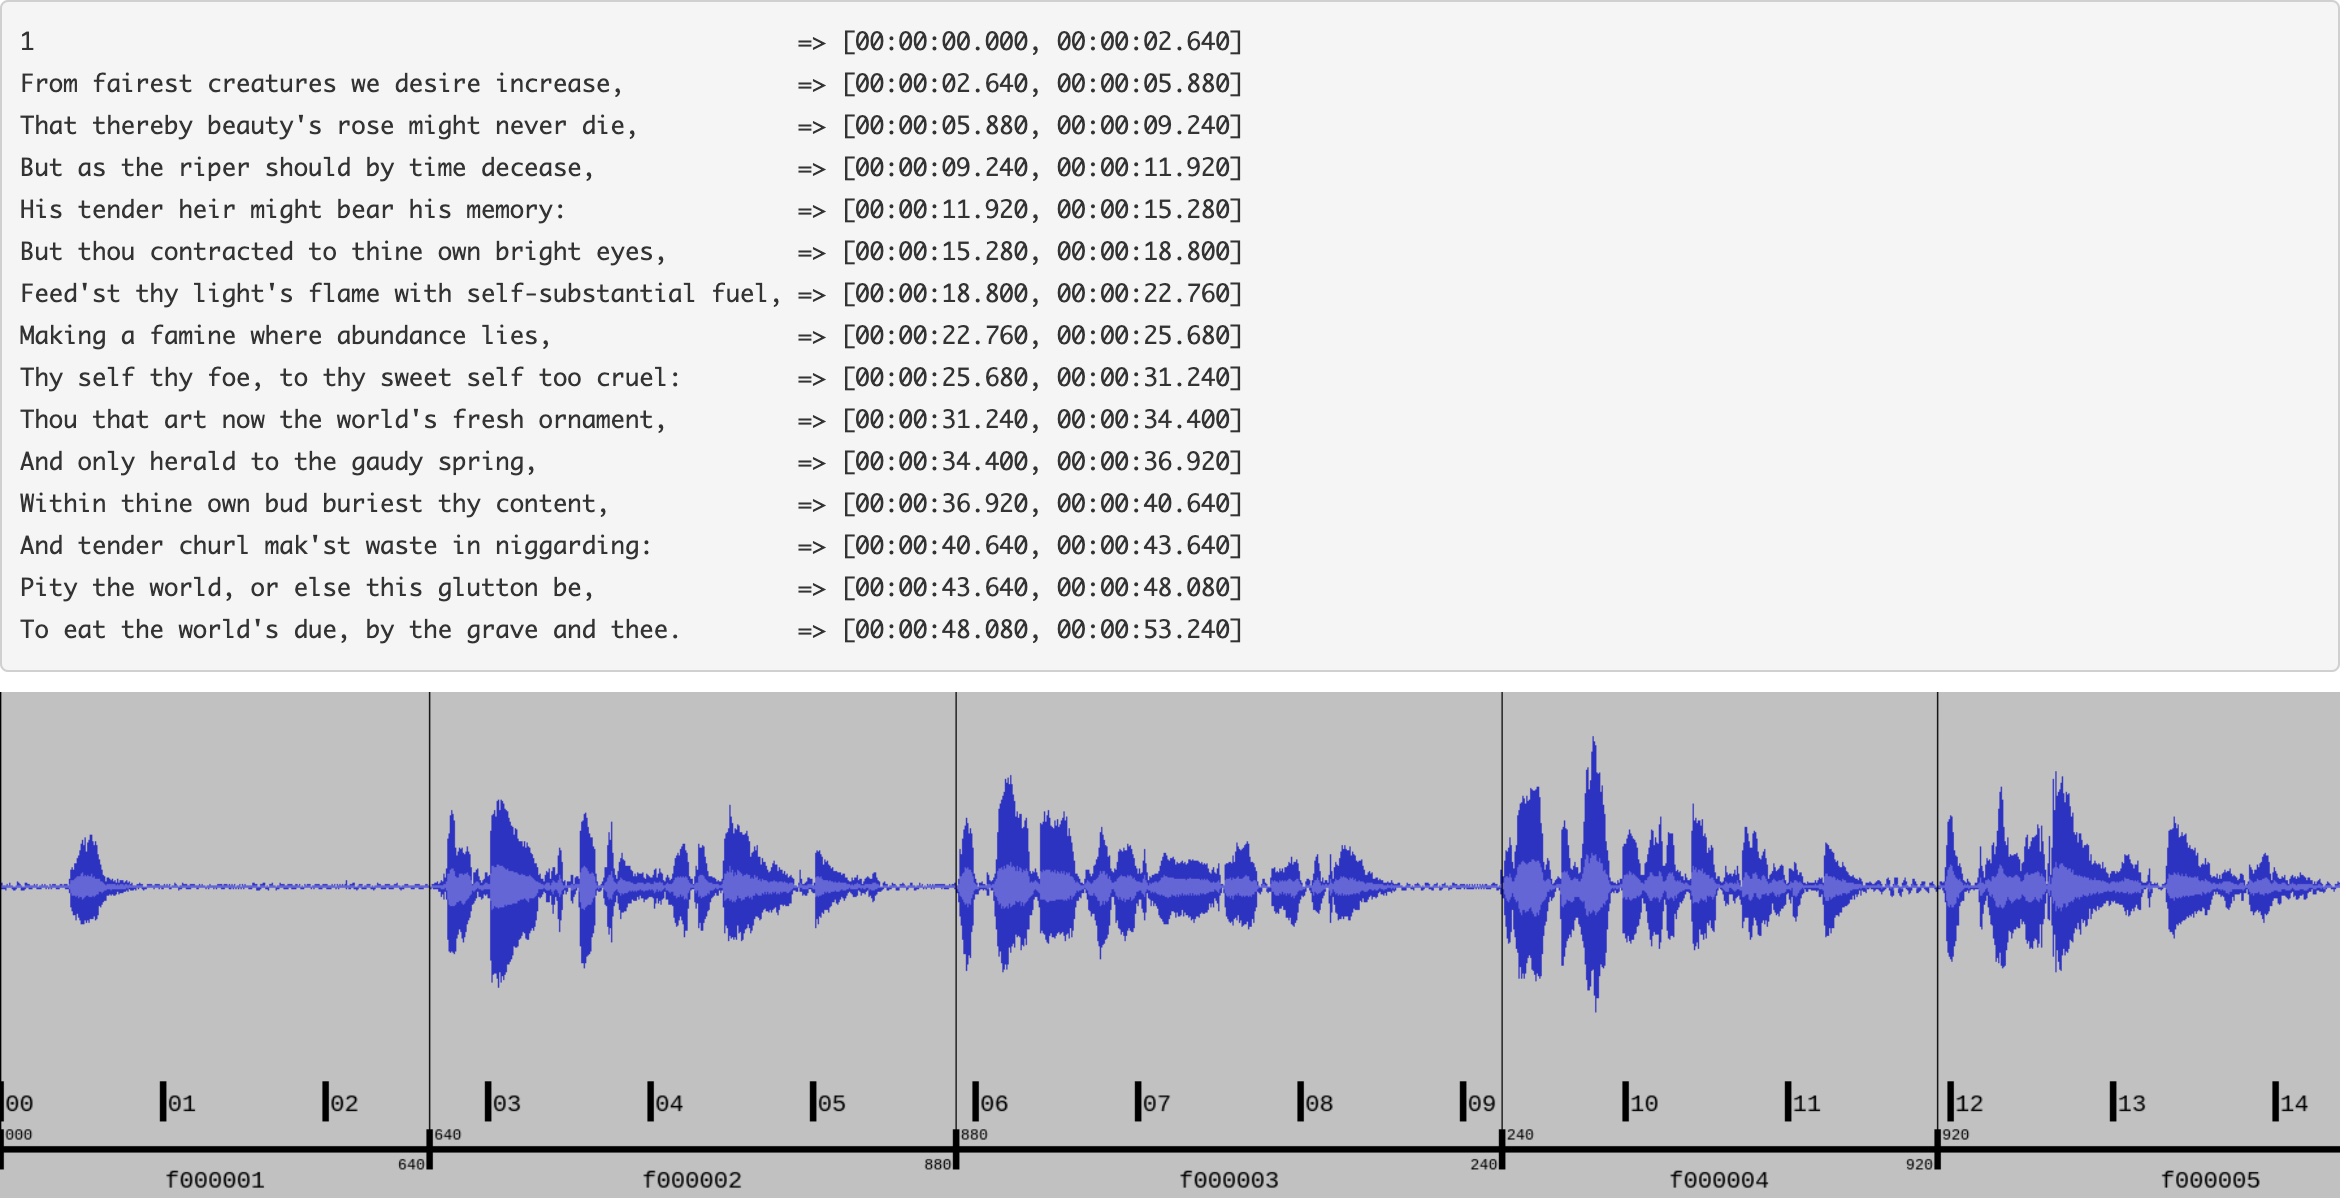 1 => [00:00:00.000, 00:00:02.640]
From fairest creatures we desire increase, => [00:00:02.640, 00:00:05.880]
That thereby beauty's rose might never die, => [00:00:05.880, 00:00:09.240]
But as the riper should by time decease, => [00:00:09.240, 00:00:11.920]
His tender heir might bear his memory: => [00:00:11.920, 00:00:15.280]
But thou contracted to thine own bright eyes, => [00:00:15.280, 00:00:18.800]
Feed'st thy light's flame with self-substantial fuel, => [00:00:18.800, 00:00:22.760]
Making a famine where abundance lies, => [00:00:22.760, 00:00:25.680]
Thy self thy foe, to thy sweet self too cruel: => [00:00:25.680, 00:00:31.240]
Thou that art now the world's fresh ornament, => [00:00:31.240, 00:00:34.400]
And only herald to the gaudy spring, => [00:00:34.400, 00:00:36.920]
Within thine own bud buriest thy content, => [00:00:36.920, 00:00:40.640]
And tender churl mak'st waste in niggarding: => [00:00:40.640, 00:00:43.640]
Pity the world, or else this glutton be, => [00:00:43.640, 00:00:48.080]
To eat the world's due, by the grave and thee. => [00:00:48.080, 00:00:53.240]
00 01 02 03 04 05 06 07 08 09 10 11 12 13 14
000 640 880 240 920
640 880 240 920
f000001 f000002 f000003 f000004 f000005